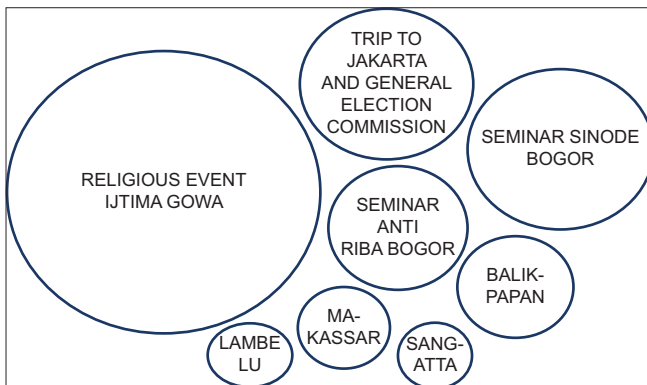 TRIP TO
JAKARTA
AND GENERAL
ELECTION
COMMISSION
SEMINAR SINODE
BOGOR
RELIGIOUS EVENT
IJTIMA GOWA
SEMINAR
ANTI
RIBA BOGOR
BALIK-
PAPAN
MA-
KASSAR
LAMBE
LU
SANG-
ATTA